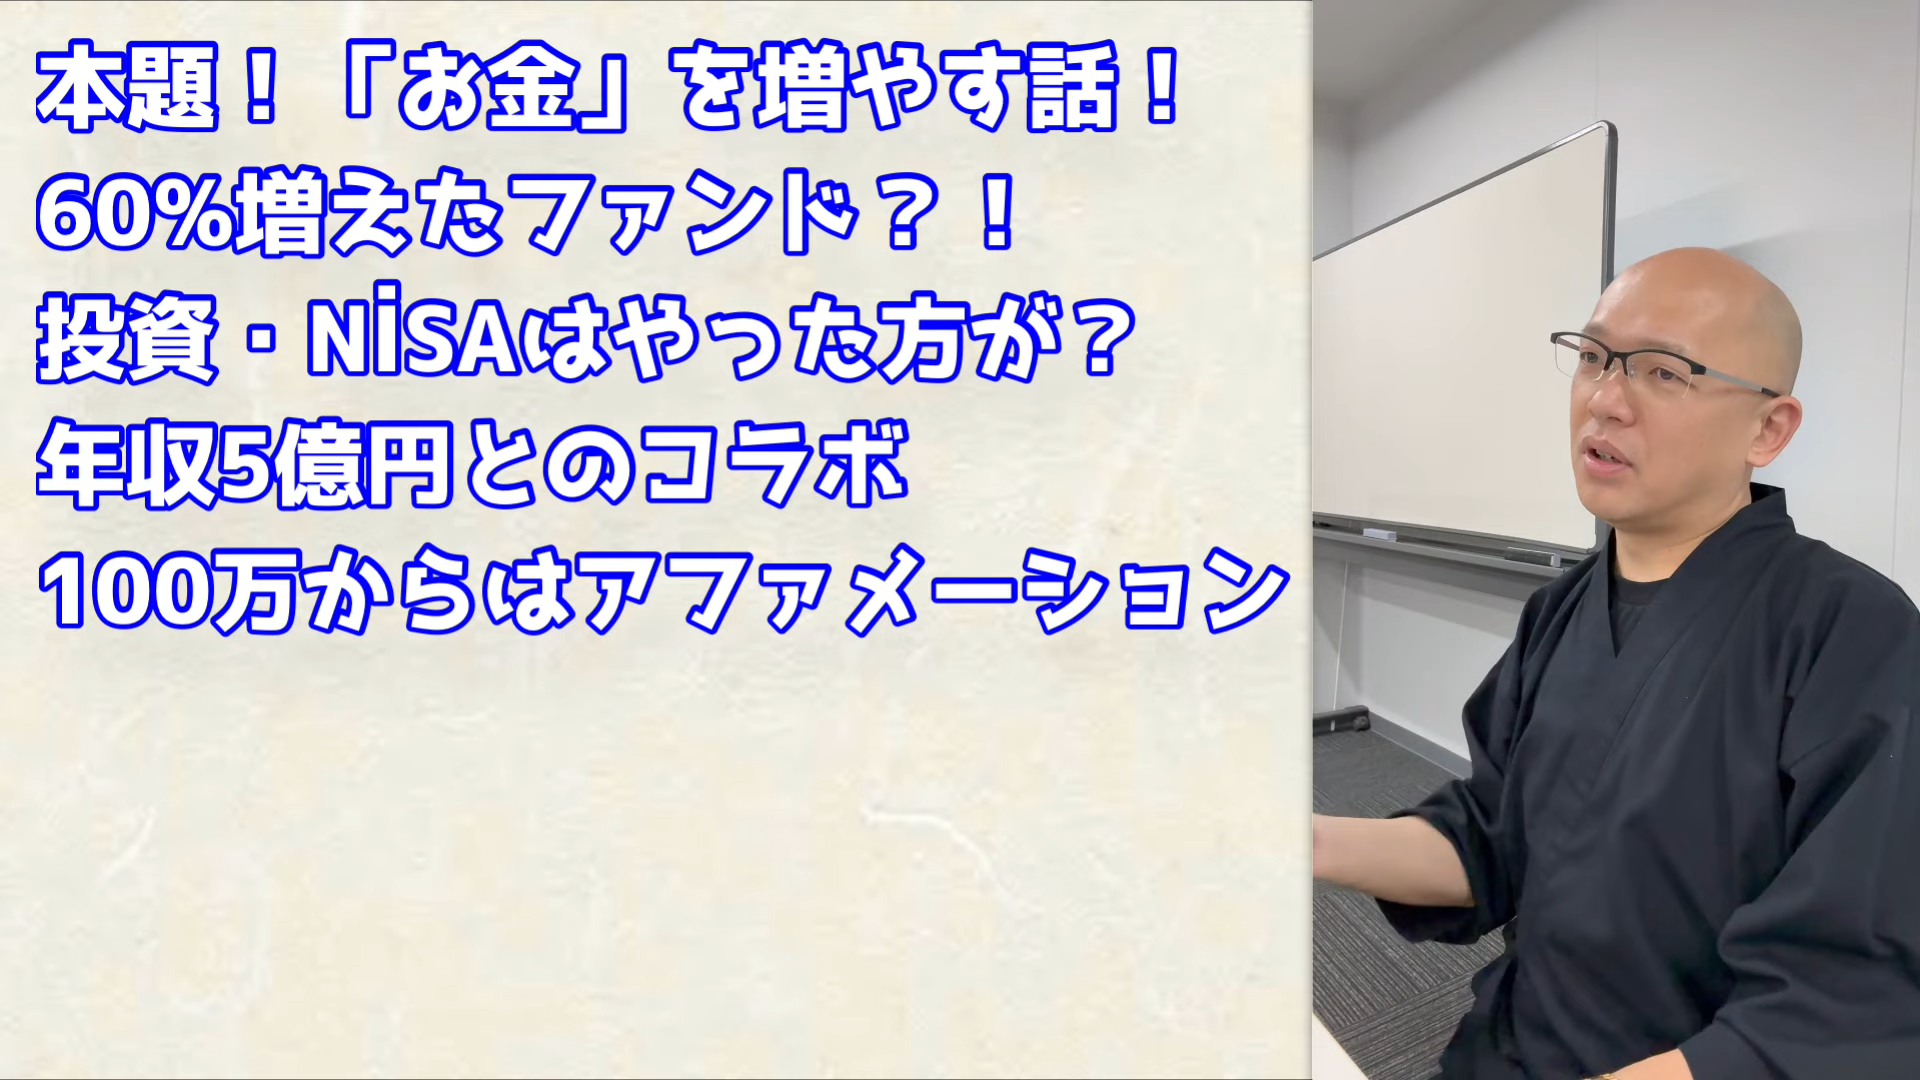 本題！「お金」を増やす話！
60%増えたファンド？！
投資・NiSAはやった方が？
年収5億円とのコラボ
100万からはアファメーション